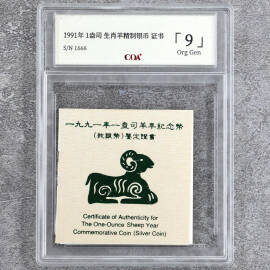 1991年 1盎司 生肖羊精制银币 证书
S/N 1666
COA
「9」
Org Gen
一九九一年一盎司羊年紀念幣
(純銀幣)鑒定證書
Certificate of Authenticity for
The One-Ounce Sheep Year
Commemorative Coin (Silver Coin)